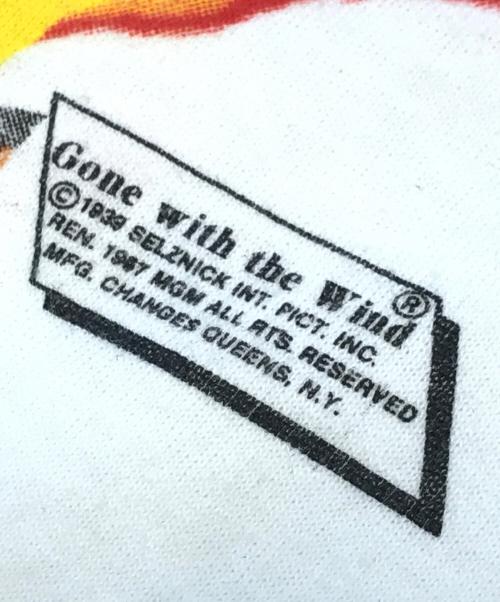 Gone with the Wind®
©1939 SELZNICK INT. PICT. INC.
REN. 1967 MGM ALL RTS. RESERVED
MFG. CHANGES QUEENS, N.Y.